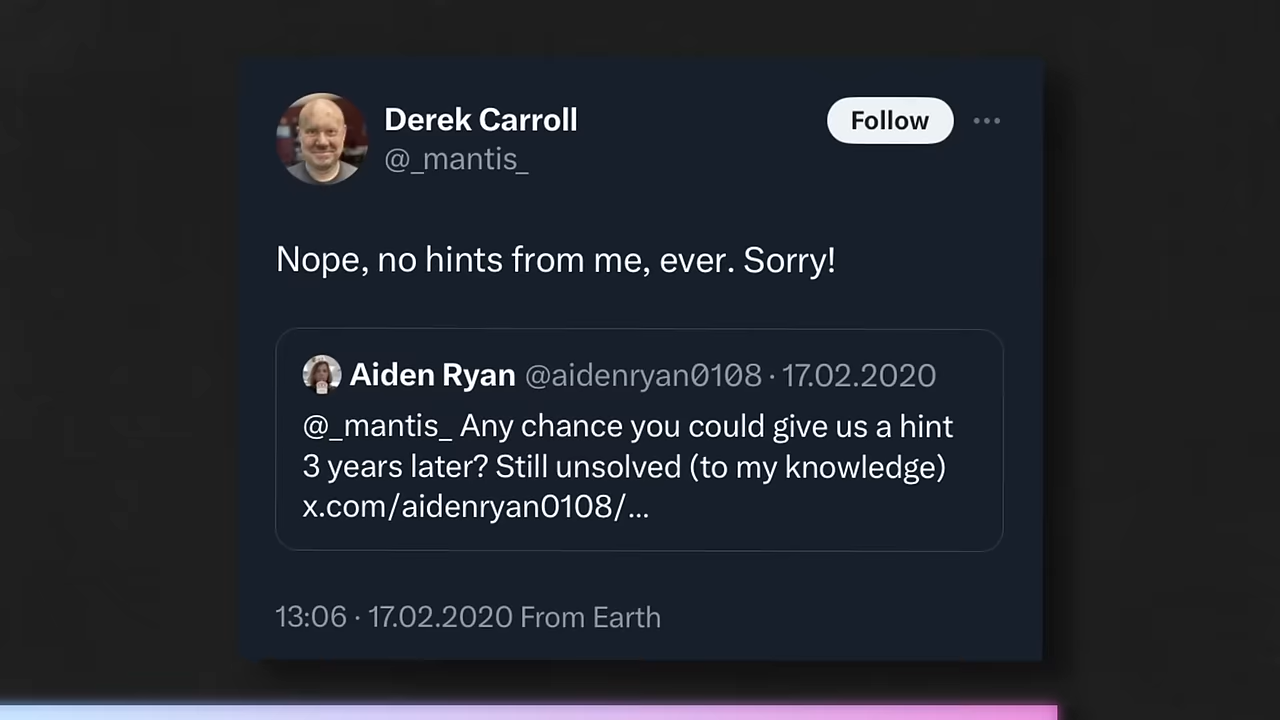 Derek Carroll
@_mantis_
Follow
Nope, no hints from me, ever. Sorry!
Aiden Ryan @aidenryan0108 · 17.02.2020
@_mantis_ Any chance you could give us a hint
3 years later? Still unsolved (to my knowledge)
x.com/aidenryan0108/...
13:06 · 17.02.2020 From Earth